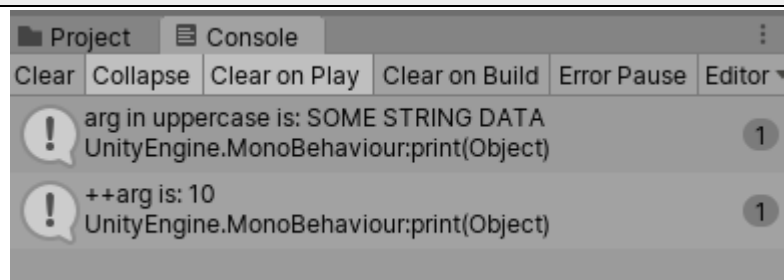 Project Console
Clear Collapse Clear on Play Clear on Build Error Pause Editor
arg in uppercase is: SOME STRING DATA
UnityEngine.MonoBehaviour:print(Object)
1
++arg is: 10
UnityEngine.MonoBehaviour:print(Object)
1